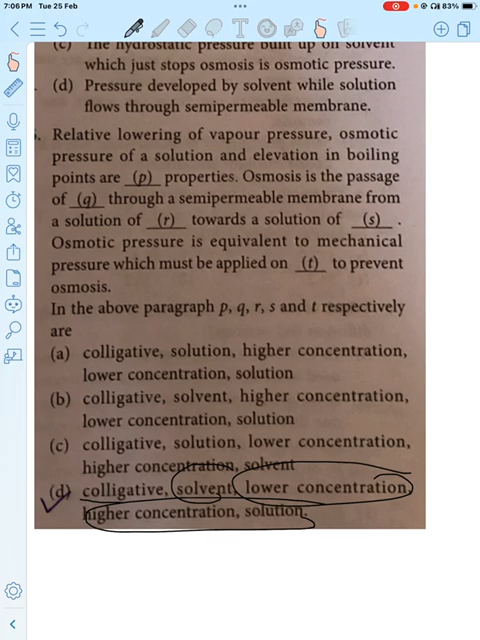 7:06 PM Tue 25 Feb
83%
(c) The hydrostatic pressure built up on solvent
which just stops osmosis is osmotic pressure.
(d) Pressure developed by solvent while solution
flows through semipermeable membrane.
Relative lowering of vapour pressure, osmotic
pressure of a solution and elevation in boiling
points are (p) properties. Osmosis is the passage
of (q) through a semipermeable membrane from
a solution of (r) towards a solution of (s) .
Osmotic pressure is equivalent to mechanical
pressure which must be applied on (t) to prevent
osmosis.
In the above paragraph p, q, r, s and t respectively
are
(a) colligative, solution, higher concentration,
lower concentration, solution
(b) colligative, solvent, higher concentration,
lower concentration, solution
(c) colligative, solution, lower concentration,
higher concentration, solvent
(d) colligative, solvent, lower concentration,
higher concentration, solution.